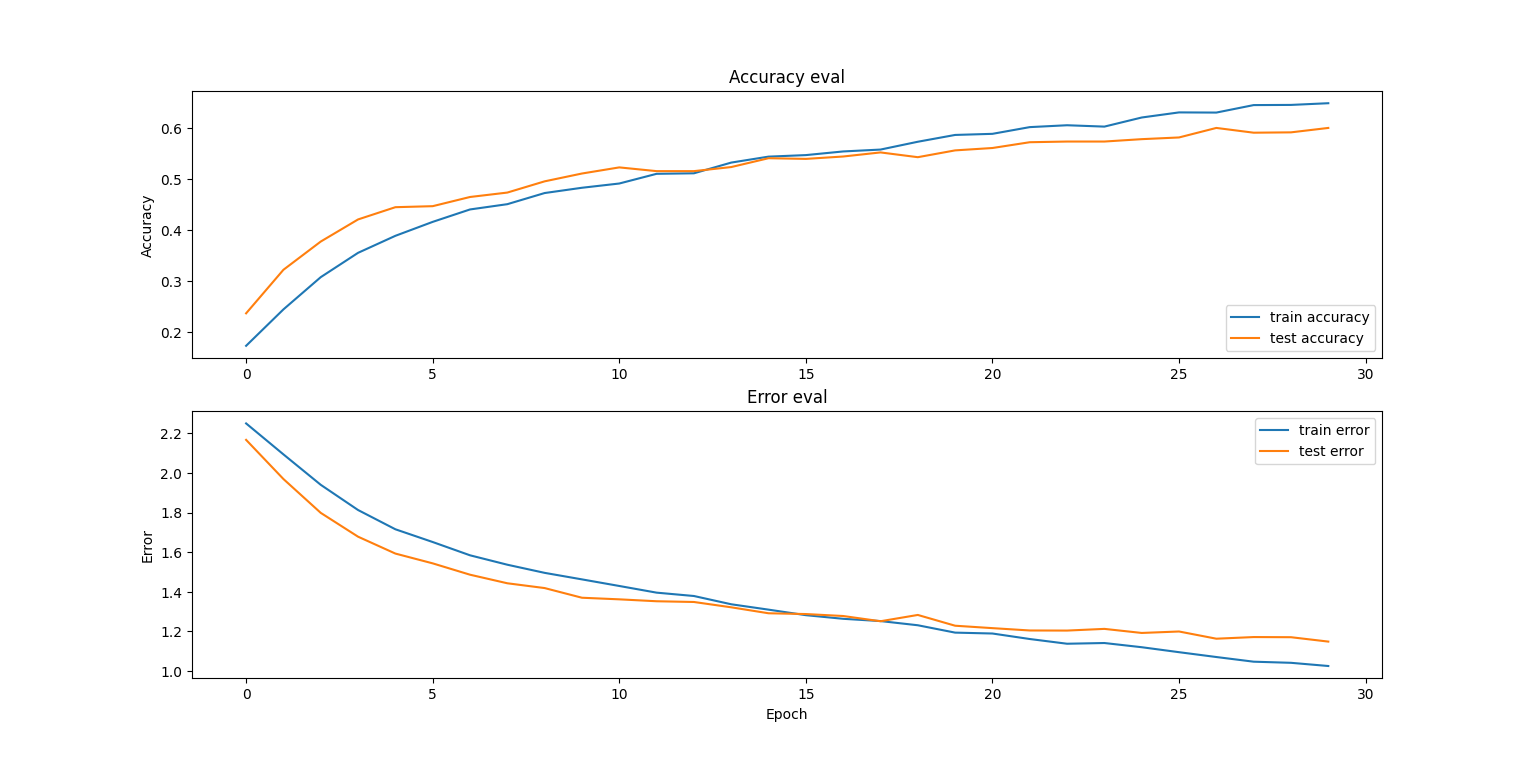 Accuracy eval
Accuracy
0.6
0.5
0.4
0.3
0.2
train accuracy
test accuracy
0 5 10 15 20 25 30
Error eval
Error
2.2
2.0
1.8
1.6
1.4
1.2
1.0
train error
test error
0 5 10 15 20 25 30
Epoch